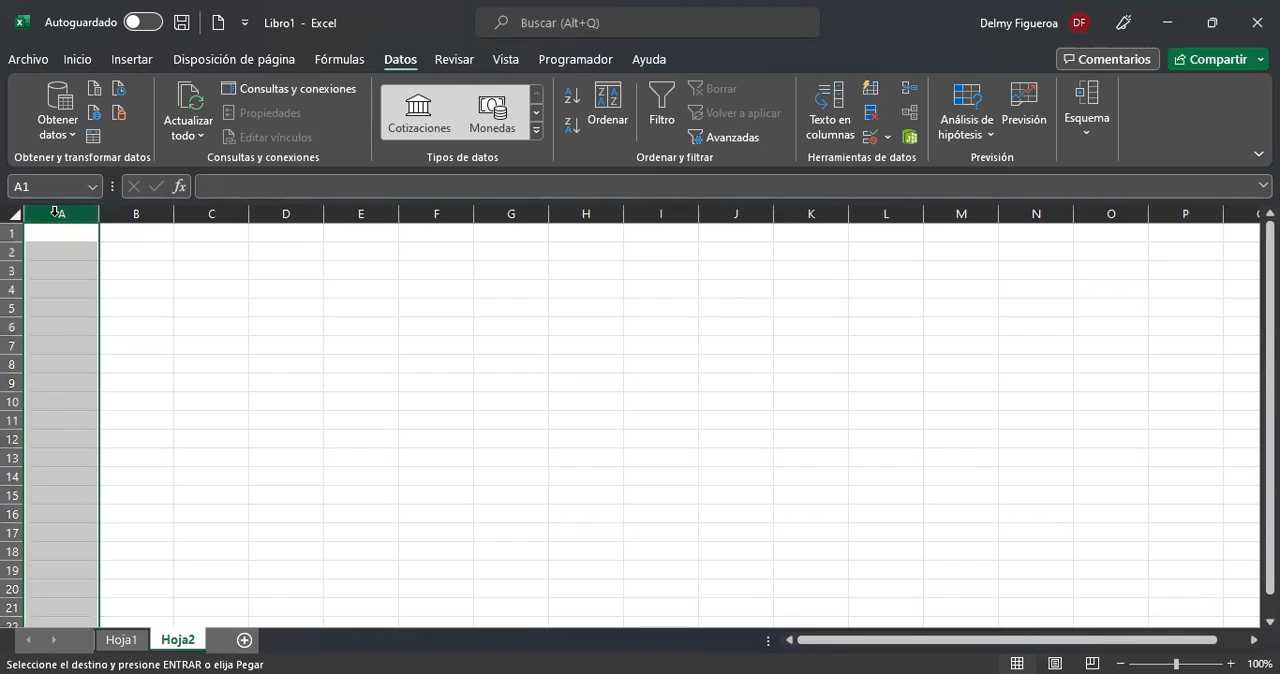 Autoguardado
Libro1 - Excel
Buscar (Alt+Q)
Delmy Figueroa
DF
Archivo Inicio Insertar Disposición de página Fórmulas Datos Revisar Vista Programador Ayuda
Comentarios
Compartir
Obtener datos
Obtener y transformar datos
Actualizar todo
Consultas y conexiones
Propiedades
Editar vínculos
Consultas y conexiones
Cotizaciones
Monedas
Tipos de datos
Ordenar
Filtro
Borrar
Volver a aplicar
Avanzadas
Ordenar y filtrar
Texto en columnas
Herramientas de datos
Análisis de hipótesis
Previsión
Previsión
Esquema
A1
fx
A B C D E F G H I J K L M N O P
1
2
3
4
5
6
7
8
9
10
11
12
13
14
15
16
17
18
19
20
21
22
Hoja1 Hoja2
Seleccione el destino y presione ENTRAR o elija Pegar
100%